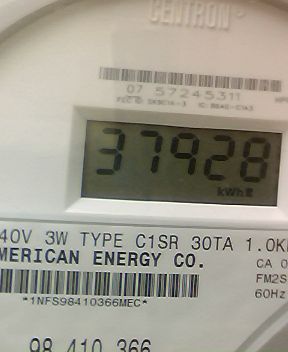 CENTRON®
07 57245311
37928
kWh
40V 3W TYPE C1SR 30TA 1.0K
MERICAN ENERGY CO.
CA 0
FM2S
60Hz
*1NFS98410366MEC*
98 410 366